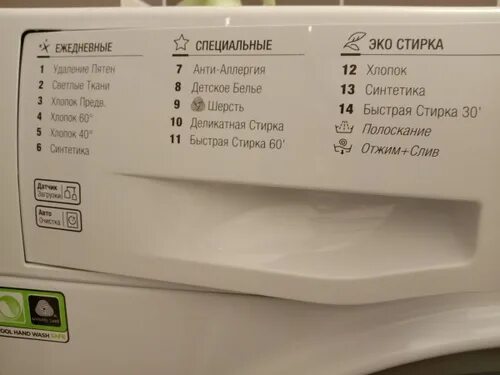 ЕЖЕДНЕВНЫЕ
1 Удаление Пятен
2 Светлые Ткани
3 Хлопок Предв.
4 Хлопок 60°
5 Хлопок 40°
6 Синтетика
Датчик
Загрузки
Авто
Очистка
СПЕЦИАЛЬНЫЕ
7 Анти-Аллергия
8 Детское Белье
9 Шерсть
10 Деликатная Стирка
11 Быстрая Стирка 60'
ЭКО СТИРКА
12 Хлопок
13 Синтетика
14 Быстрая Стирка 30'
Полоскание
Отжим+Слив
HAND WASH SAFE